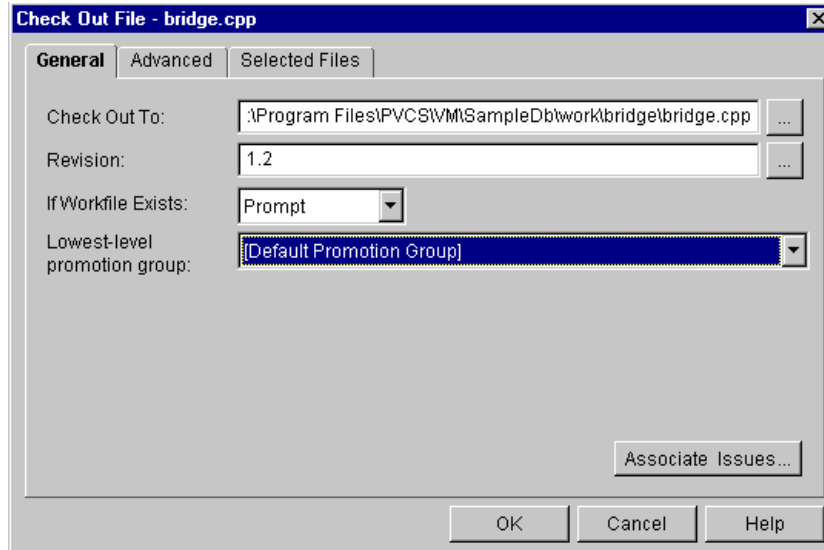 Check Out File - bridge.cpp
General Advanced Selected Files
Check Out To: :\Program Files\PVCS\VM\SampleDb\work\bridge\bridge.cpp ...
Revision: 1.2 ...
If Workfile Exists: Prompt
Lowest-level
promotion group: [Default Promotion Group]
Associate Issues...
OK Cancel Help